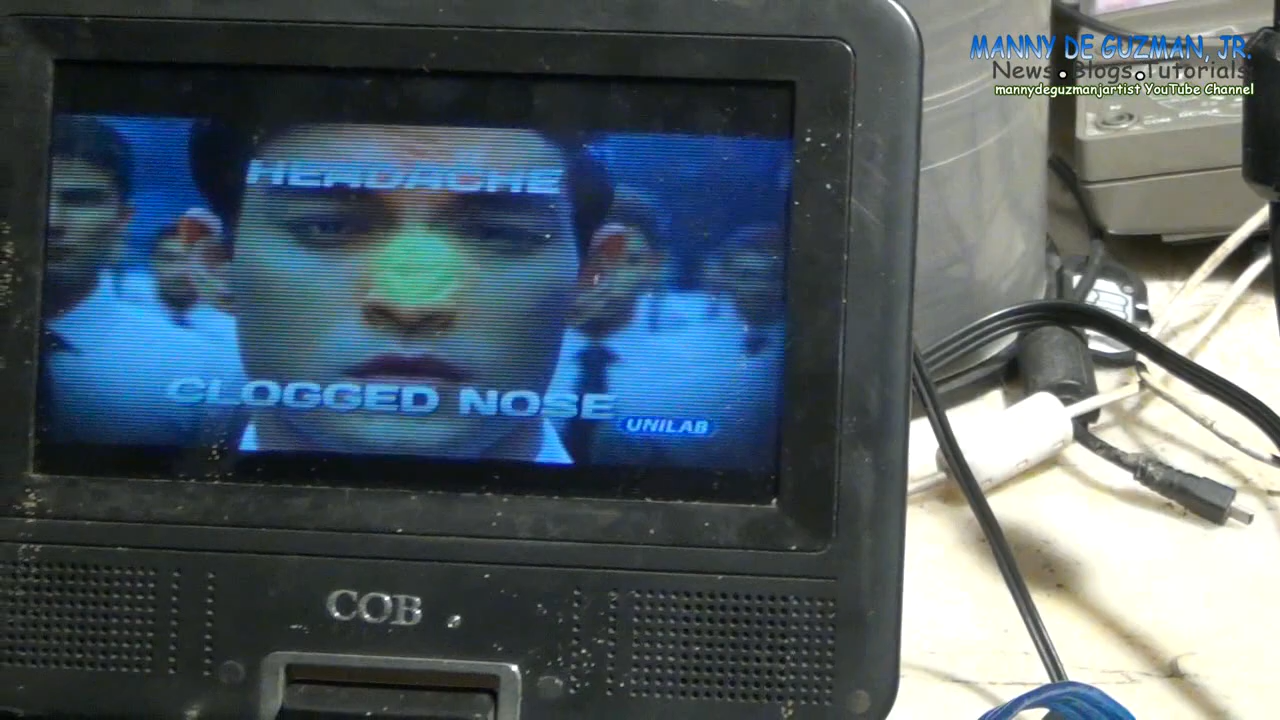 MANNY DE GUZMAN, JR.
News. Blogs. Tutorials
mannydeguzmanjartist YouTube Channel
HEADACHE
CLOGGED NOSE
UNILAB
COB